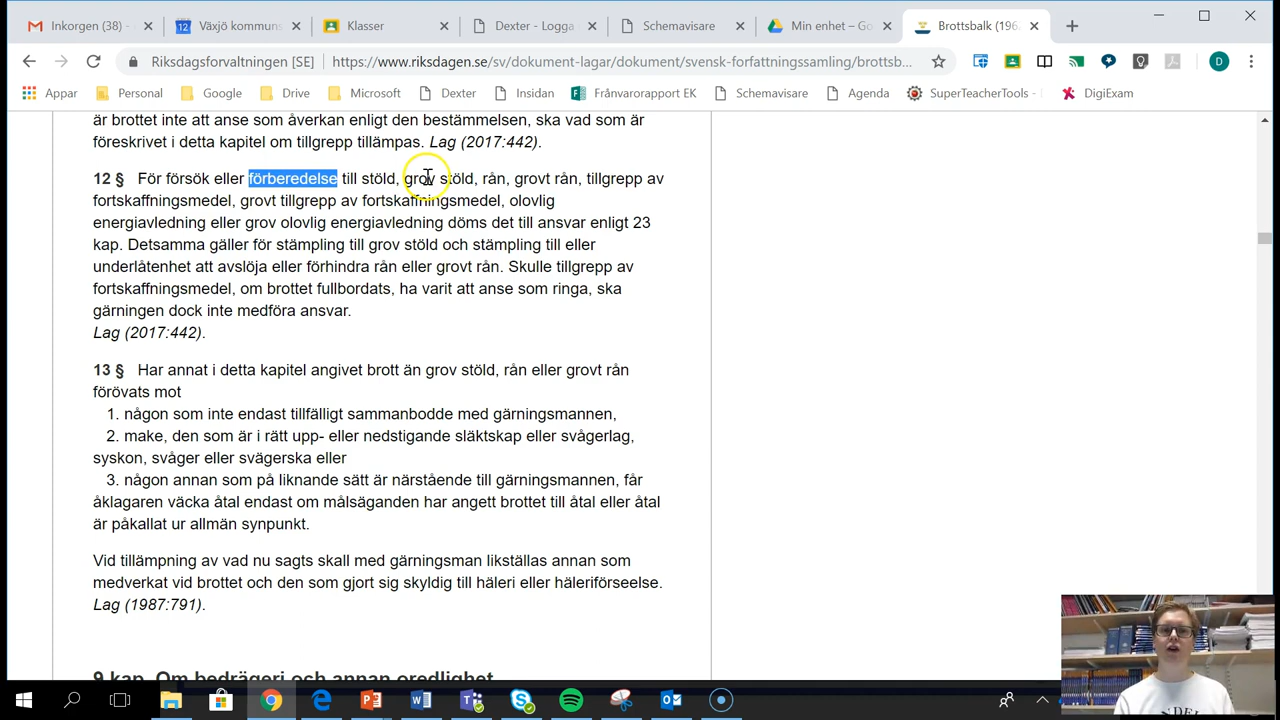 Inkorgen (38) -
12 Växjö kommuns
Klasser
Dexter - Logga
Schemavisare
Min enhet – Go
Brottsbalk (196
Riksdagsförvaltningen [SE]
https://www.riksdagen.se/sv/dokument-lagar/dokument/svensk-forfattningssamling/brottsb...
D
Appar
Personal
Google
Drive
Microsoft
Dexter
Insidan
Frånvarorapport EK
Schemavisare
Agenda
SuperTeacherTools -
DigiExam
är brottet inte att anse som åverkan enligt den bestämmelsen, ska vad som är
föreskrivet i detta kapitel om tillgrepp tillämpas. Lag (2017:442).
12 § För försök eller förberedelse till stöld, grov stöld, rån, grovt rån, tillgrepp av
fortskaffningsmedel, grovt tillgrepp av fortskaffningsmedel, olovlig
energiavledning eller grov olovlig energiavledning döms det till ansvar enligt 23
kap. Detsamma gäller för stämpling till grov stöld och stämpling till eller
underlåtenhet att avslöja eller förhindra rån eller grovt rån. Skulle tillgrepp av
fortskaffningsmedel, om brottet fullbordats, ha varit att anse som ringa, ska
gärningen dock inte medföra ansvar.
Lag (2017:442).
13 § Har annat i detta kapitel angivet brott än grov stöld, rån eller grovt rån
förövats mot
1. någon som inte endast tillfälligt sammanbodde med gärningsmannen,
2. make, den som är i rätt upp- eller nedstigande släktskap eller svågerlag,
syskon, svåger eller svägerska eller
3. någon annan som på liknande sätt är närstående till gärningsmannen, får
åklagaren väcka åtal endast om målsäganden har angett brottet till åtal eller åtal
är påkallat ur allmän synpunkt.
Vid tillämpning av vad nu sagts skall med gärningsman likställas annan som
medverkat vid brottet och den som gjort sig skyldig till häleri eller häleriförseelse.
Lag (1987:791).
9 kap. Om bedrägeri och annan oredlighet